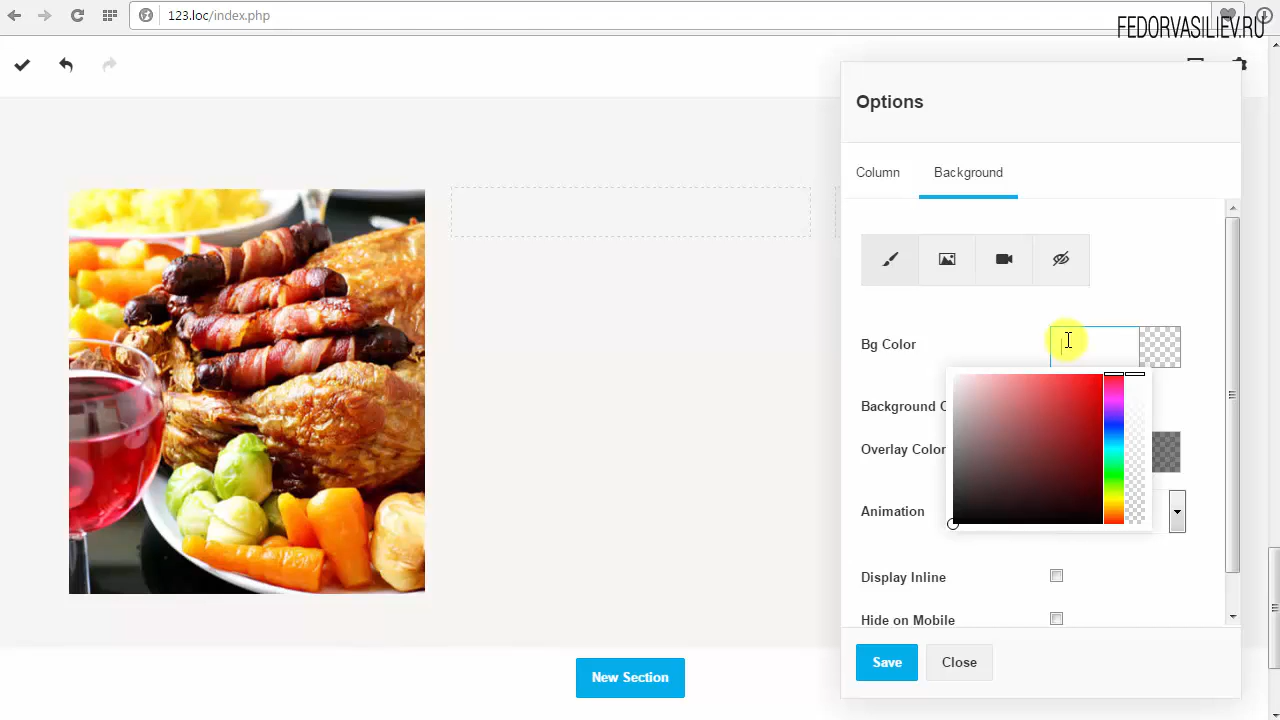 123.loc/index.php
FEDORVASILIEV.RU
Options
Column Background
Bg Color
Background C
Overlay Color
Animation
Display Inline
Hide on Mobile
Save Close
New Section